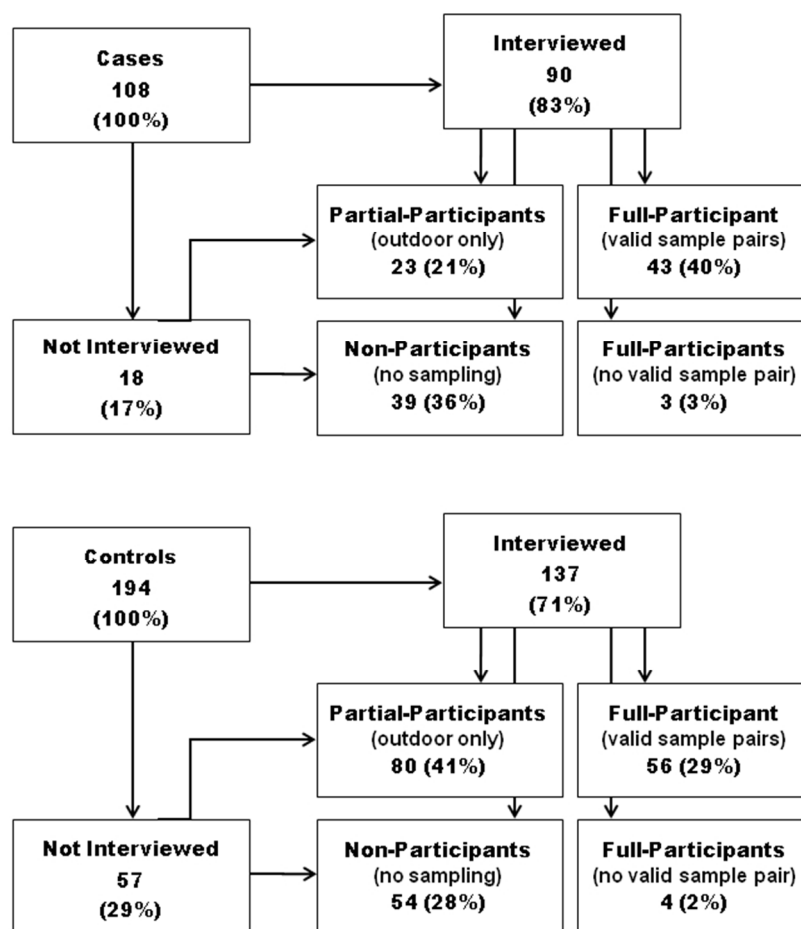 Cases
108
(100%)
Interviewed
90
(83%)
Partial-Participants
(outdoor only)
23 (21%)
Full-Participant
(valid sample pairs)
43 (40%)
Not Interviewed
18
(17%)
Non-Participants
(no sampling)
39 (36%)
Full-Participants
(no valid sample pair)
3 (3%)
Controls
194
(100%)
Interviewed
137
(71%)
Partial-Participants
(outdoor only)
80 (41%)
Full-Participant
(valid sample pairs)
56 (29%)
Not Interviewed
57
(29%)
Non-Participants
(no sampling)
54 (28%)
Full-Participants
(no valid sample pair)
4 (2%)